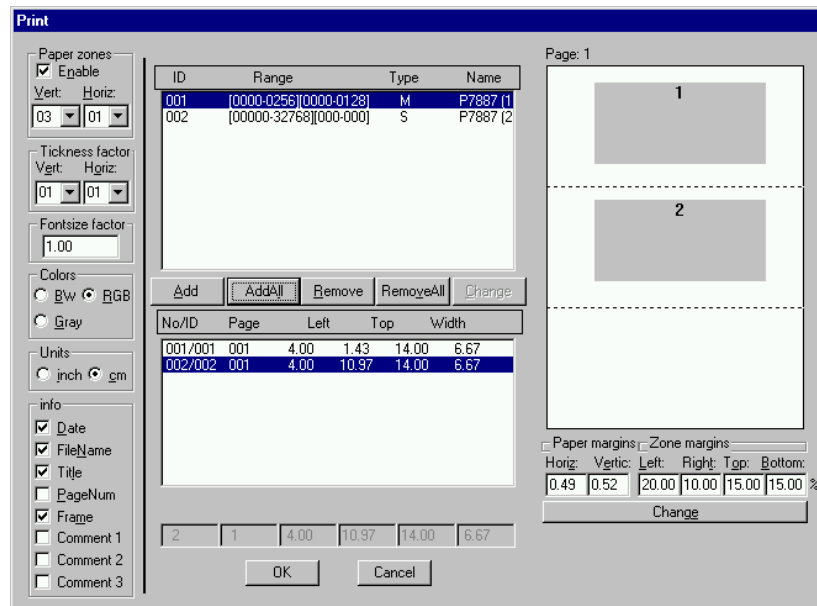 Print
Paper zones
Enable
Vert: Horiz:
03 01
Tickness factor
Vert: Horiz:
01 01
Fontsize factor
1.00
Colors
BW RGB
Gray
Units
inch cm
info
Date
FileName
Title
PageNum
Frame
Comment 1
Comment 2
Comment 3
ID Range Type Name
001 [0000-0256][0000-0128] M P7887 (1
002 [00000-32768][000-000] S P7887 (2
Add AddAll Remove RemoveAll Change
No/ID Page Left Top Width
001/001 001 4.00 1.43 14.00 6.67
002/002 001 4.00 10.97 14.00 6.67
2 1 4.00 10.97 14.00 6.67
OK Cancel
Page: 1
1
2
Paper margins Zone margins
Horiz: Vertic: Left: Right: Top: Bottom:
0.49 0.52 20.00 10.00 15.00 15.00 %
Change